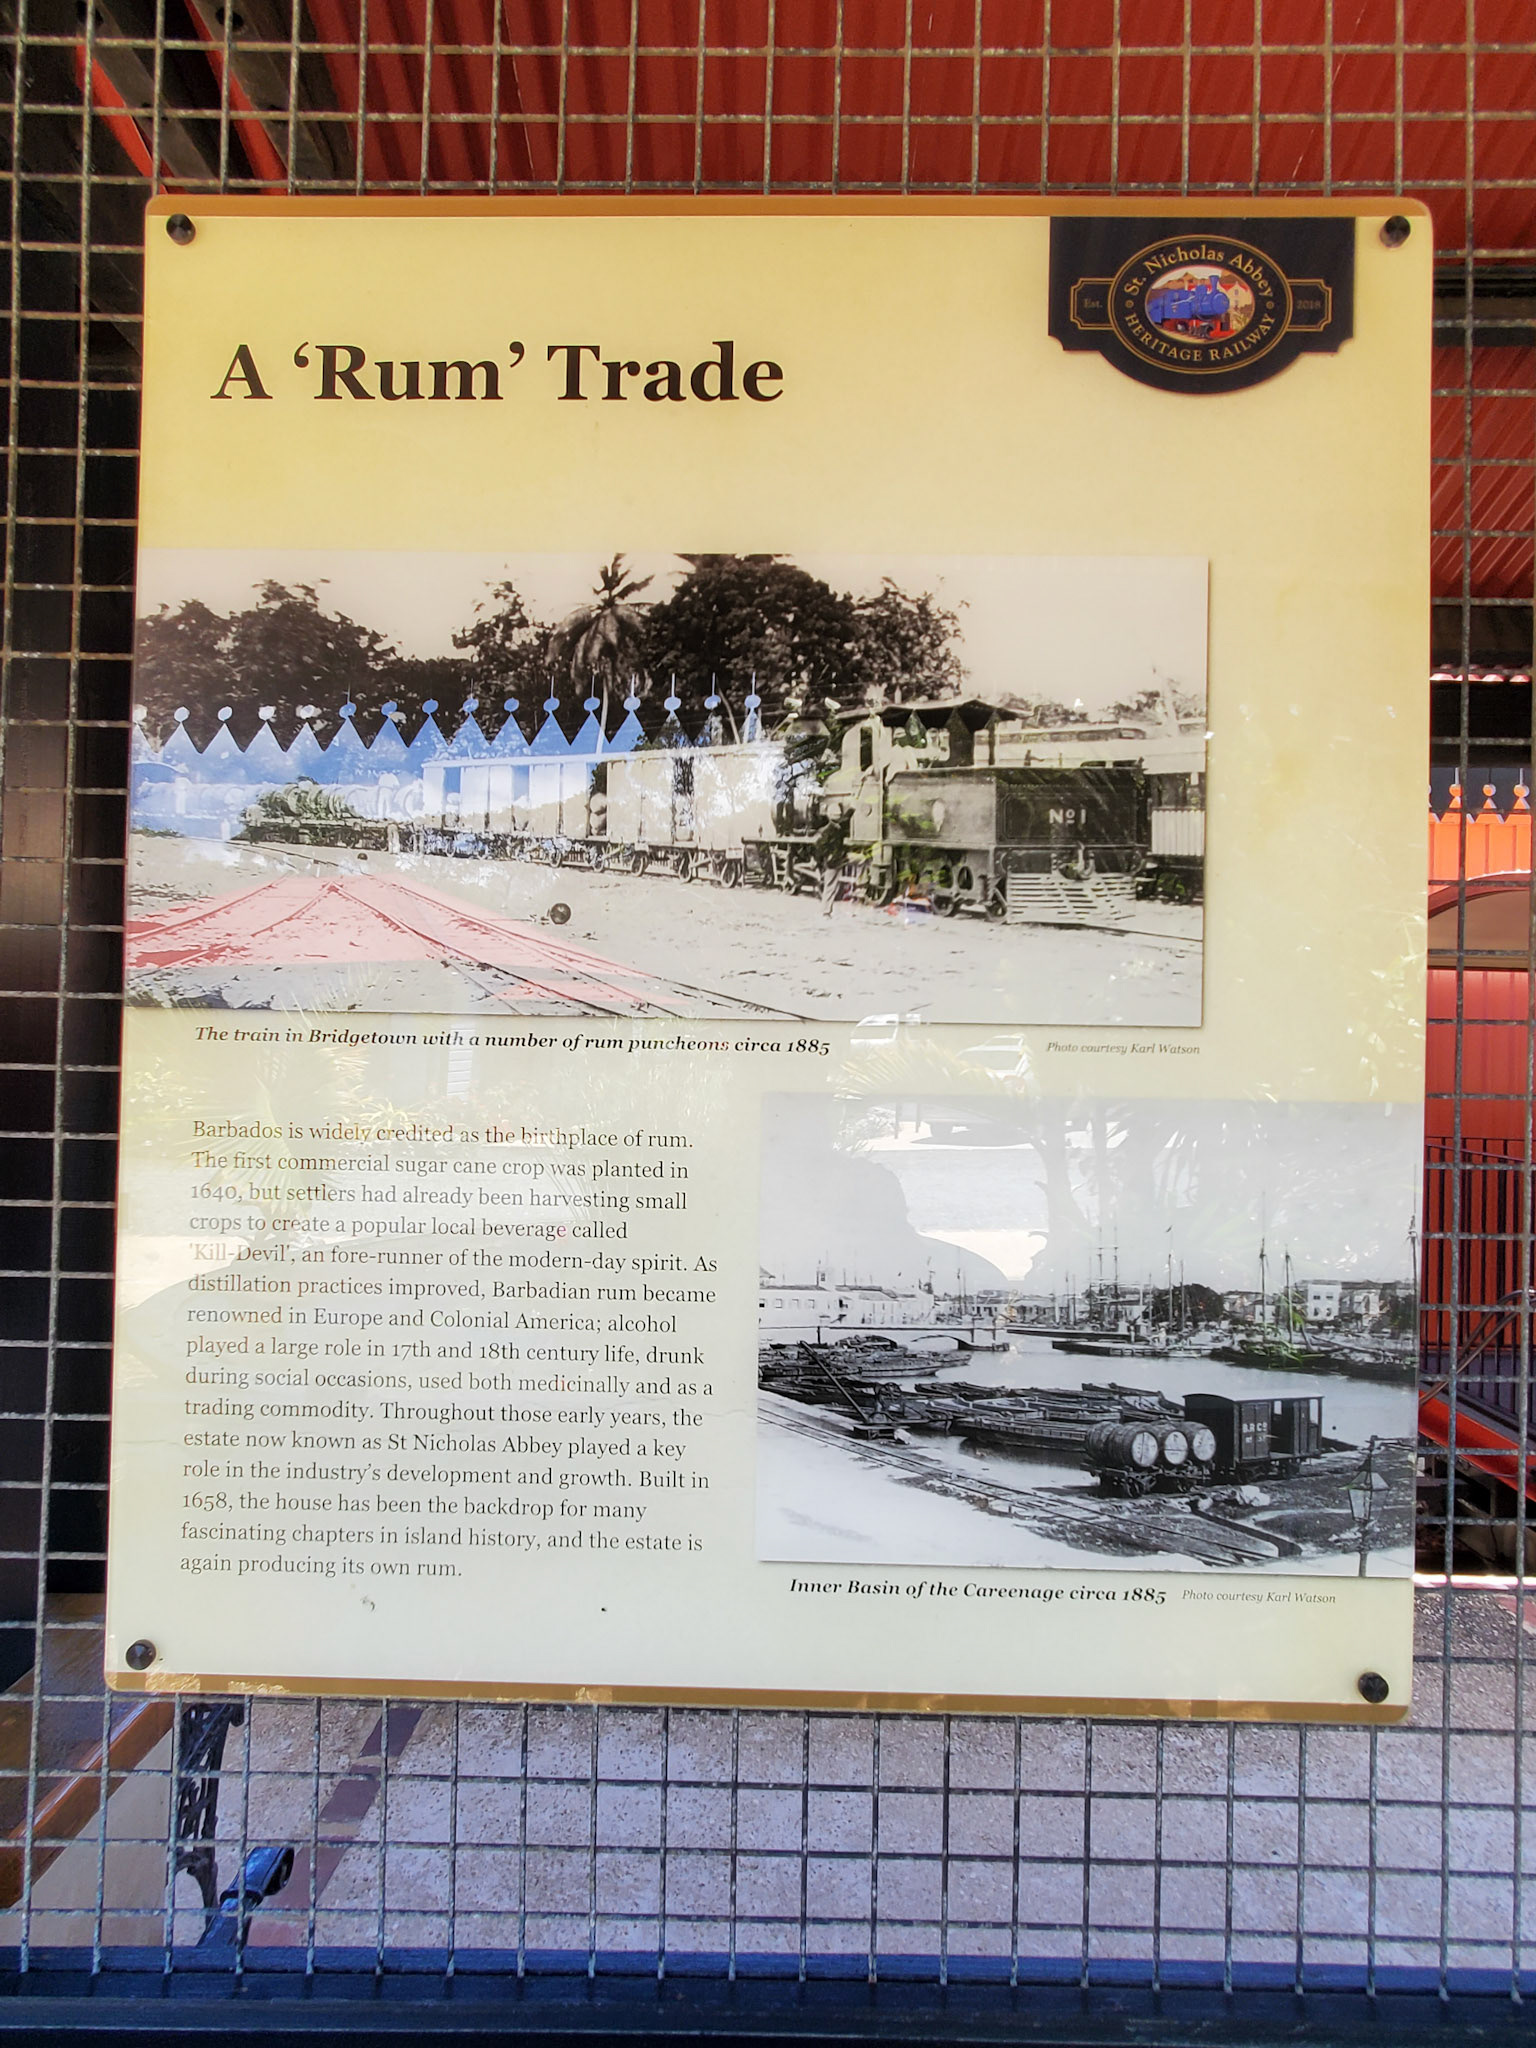 St. Nicholas Abbey
Est. 2018
HERITAGE RAILWAY
A ‘Rum’ Trade
No 1
The train in Bridgetown with a number of rum puncheons circa 1885
Photo courtesy Karl Watson
Barbados is widely credited as the birthplace of rum.
The first commercial sugar cane crop was planted in
1640, but settlers had already been harvesting small
crops to create a popular local beverage called
'Kill-Devil', an fore-runner of the modern-day spirit. As
distillation practices improved, Barbadian rum became
renowned in Europe and Colonial America; alcohol
played a large role in 17th and 18th century life, drunk
during social occasions, used both medicinally and as a
trading commodity. Throughout those early years, the
estate now known as St Nicholas Abbey played a key
role in the industry’s development and growth. Built in
1658, the house has been the backdrop for many
fascinating chapters in island history, and the estate is
again producing its own rum.
B.R Co
Inner Basin of the Careenage circa 1885
Photo courtesy Karl Watson